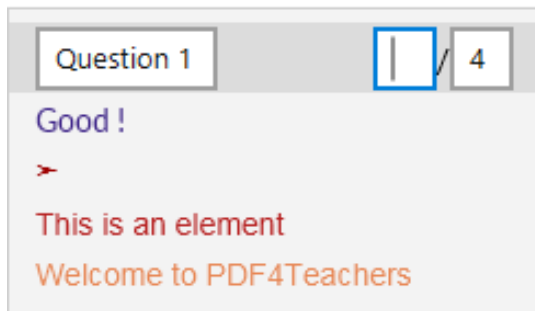 Question 1 / 4
Good !
➢
This is an element
Welcome to PDF4Teachers